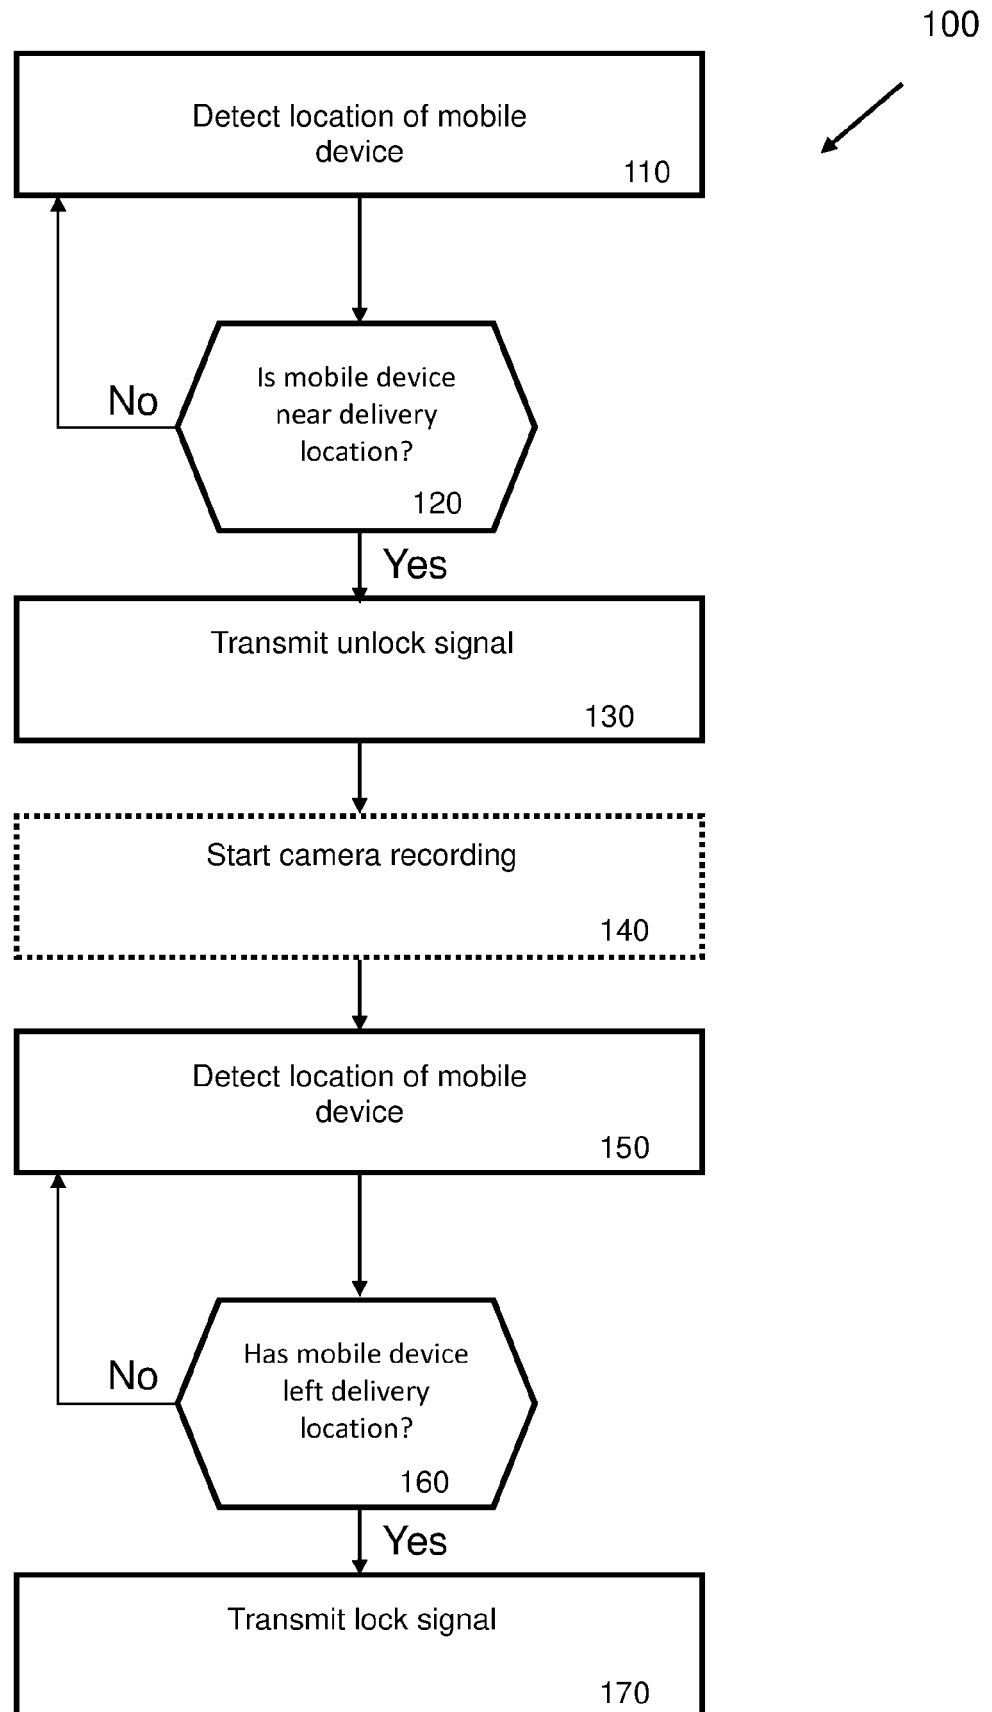 100
Detect location of mobile
device
110
Is mobile device
near delivery
location?
120
No
Yes
Transmit unlock signal
130
Start camera recording
140
Detect location of mobile
device
150
Has mobile device
left delivery
location?
160
No
Yes
Transmit lock signal
170